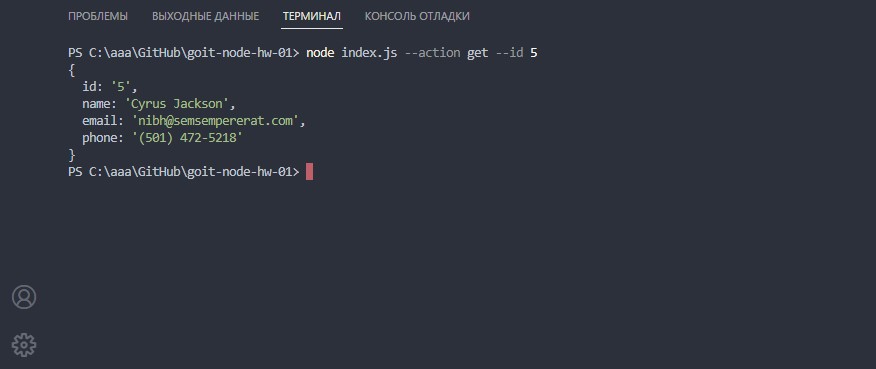 ПРОБЛЕМЫ ВЫХОДНЫЕ ДАННЫЕ ТЕРМИНАЛ КОНСОЛЬ ОТЛАДКИ
PS C:\aaa\GitHub\goit-node-hw-01> node index.js --action get --id 5
{
  id: '5',
  name: 'Cyrus Jackson',
  email: 'nibh@semsempererat.com',
  phone: '(501) 472-5218'
}
PS C:\aaa\GitHub\goit-node-hw-01>